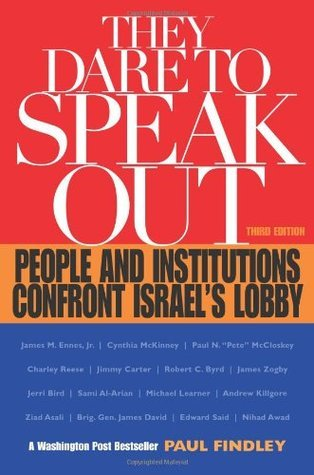 THEY
DARE TO
SPEAK
OUT
THIRD EDITION
PEOPLE AND INSTITUTIONS
CONFRONT ISRAEL'S LOBBY
James M. Ennes, Jr. | Cynthia McKinney | Paul N. "Pete" McCloskey
Charley Reese | Jimmy Carter | Robert C. Byrd | James Zogby
Jerri Bird | Sami Al-Arian | Michael Learner | Andrew Killgore
Ziad Asali | Brig. Gen. James David | Edward Said | Nihad Awad
A Washington Post Bestseller PAUL FINDLEY